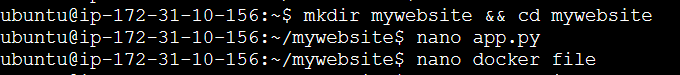 ubuntu@ip-172-31-10-156:~$ mkdir mywebsite && cd mywebsite
ubuntu@ip-172-31-10-156:~/mywebsite$ nano app.py
ubuntu@ip-172-31-10-156:~/mywebsite$ nano docker file